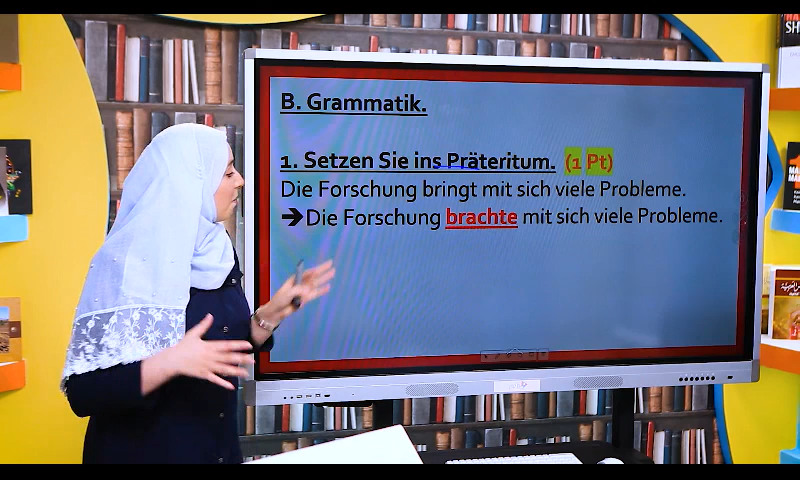 B. Grammatik.
1. Setzen Sie ins Präteritum. (1 Pt)
Die Forschung bringt mit sich viele Probleme.
➔Die Forschung brachte mit sich viele Probleme.